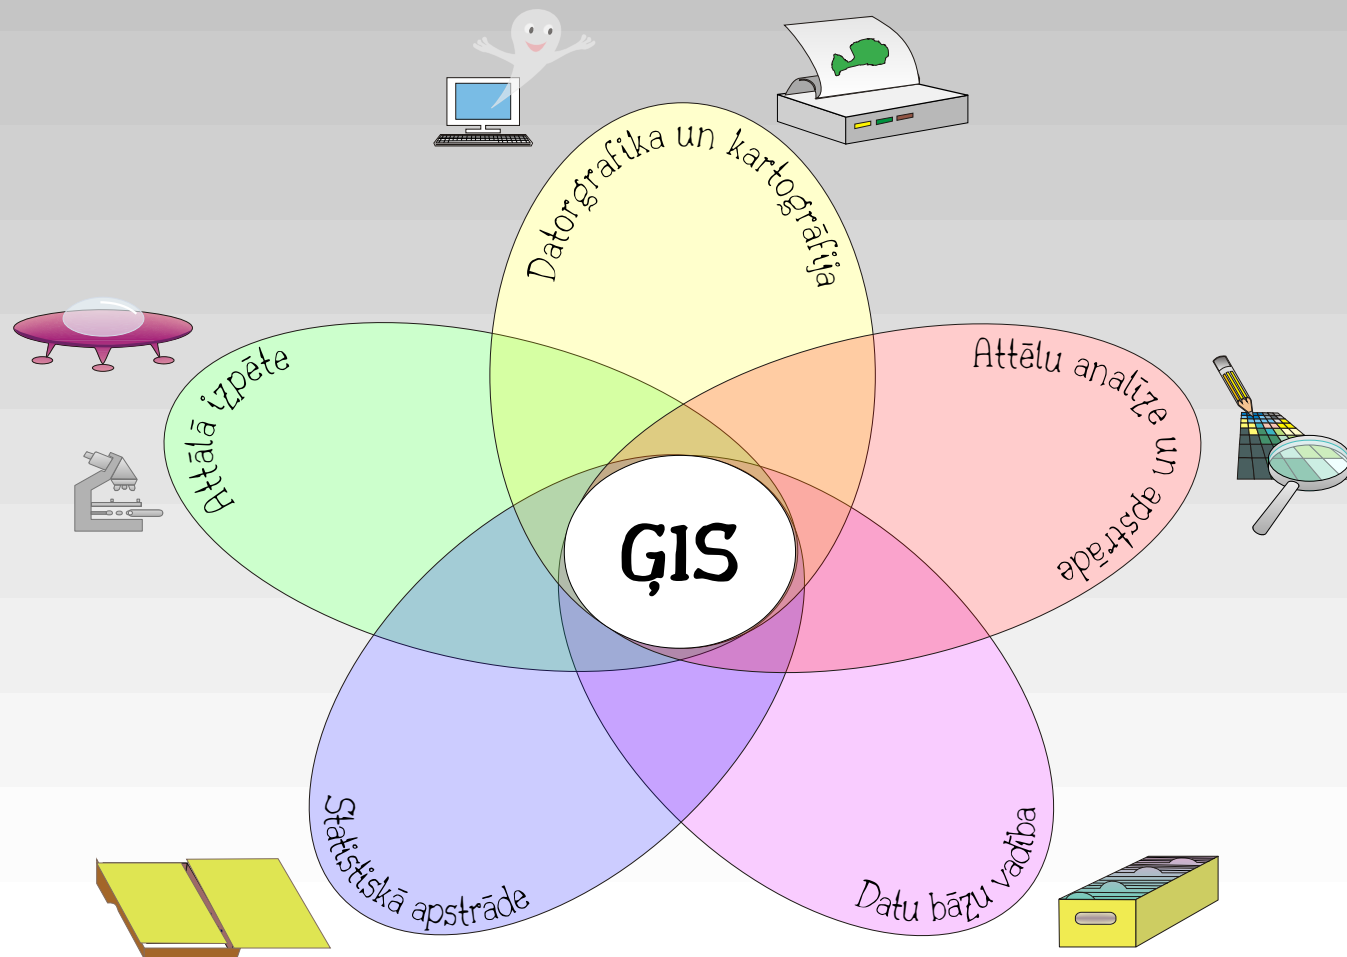 Datorgrafika un kartogrāfija
Attālā izpēte
Attēlu analīze un apstrāde
ĢIS
Statistiskā apstrāde
Datu bāzu vadība